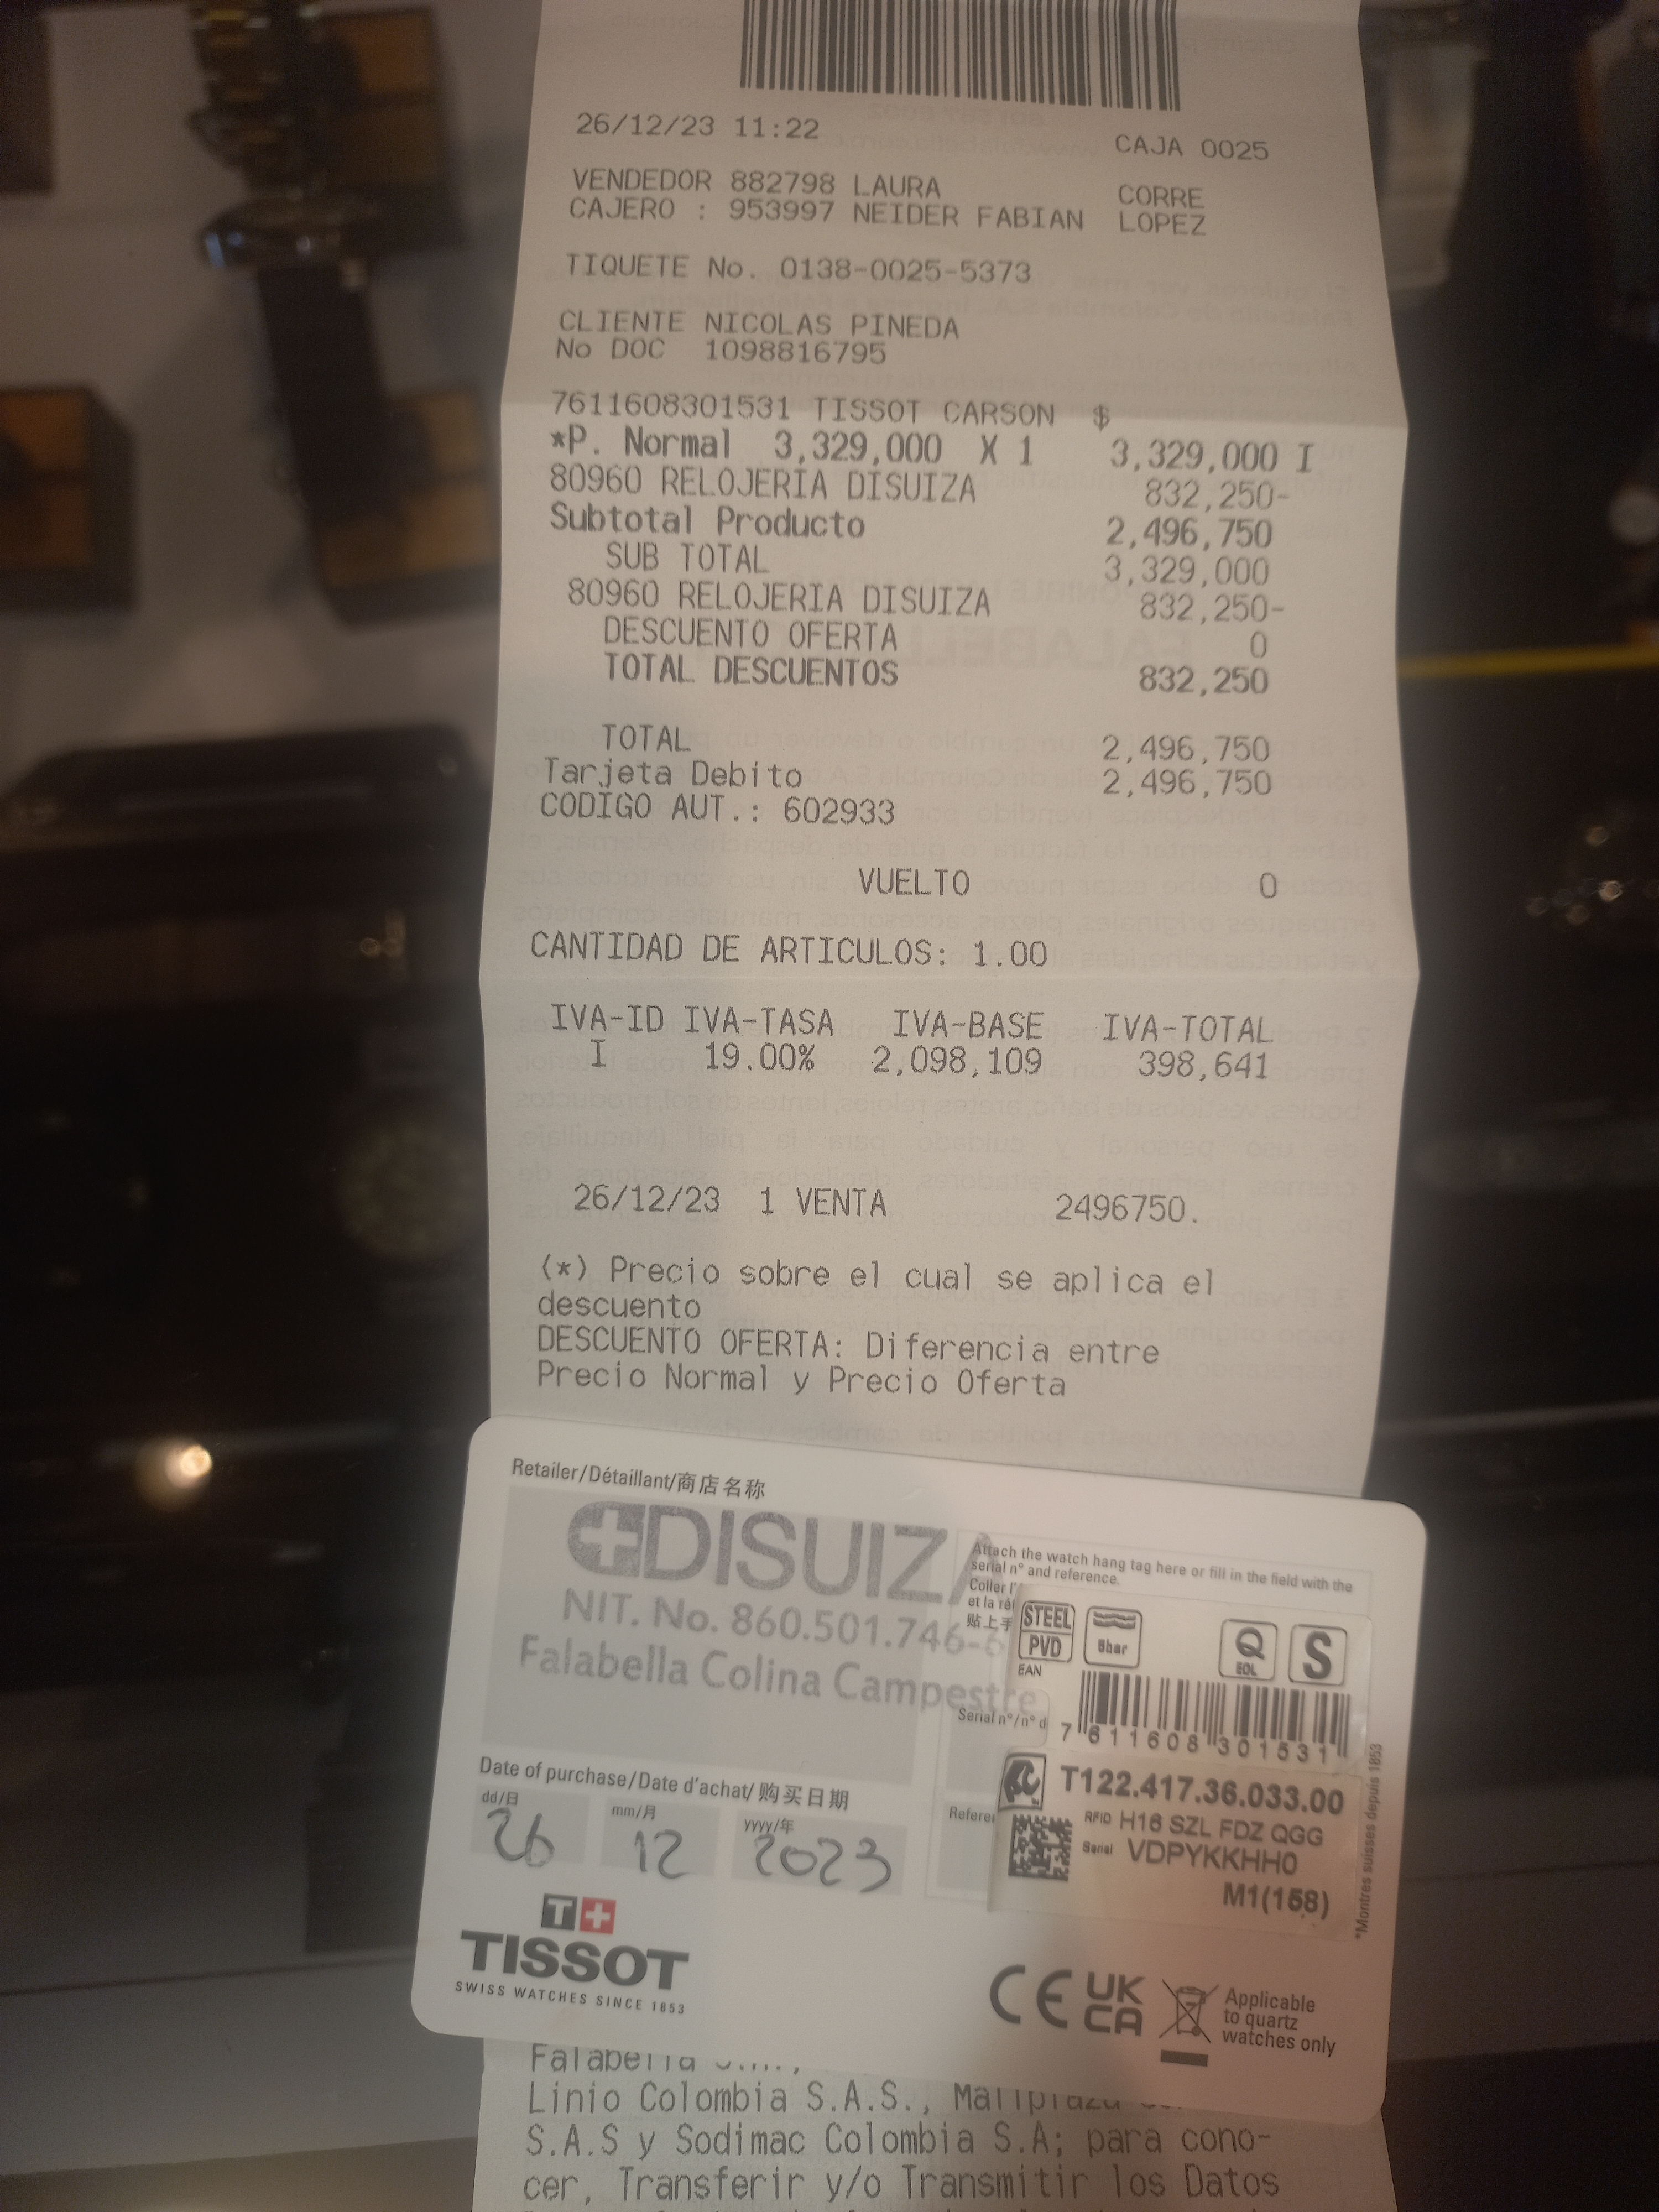 26/12/23 11:22 CAJA 0025
VENDEDOR 882798 LAURA CORRE
CAJERO : 953997 NEIDER FABIAN LOPEZ
TIQUETE No. 0138-0025-5373
CLIENTE NICOLAS PINEDA
No DOC 1098816795
7611608301531 TISSOT CARSON $
*P. Normal 3,329,000 X 1 3,329,000 I
80960 RELOJERIA DISUIZA 832,250-
Subtotal Producto 2,496,750
SUB TOTAL 3,329,000
80960 RELOJERIA DISUIZA 832,250-
DESCUENTO OFERTA 0
TOTAL DESCUENTOS 832,250
TOTAL 2,496,750
Tarjeta Debito 2,496,750
CODIGO AUT.: 602933
VUELTO 0
CANTIDAD DE ARTICULOS: 1.00
IVA-ID IVA-TASA IVA-BASE IVA-TOTAL
I 19.00% 2,098,109 398,641
26/12/23 1 VENTA 2496750.
(*) Precio sobre el cual se aplica el
descuento
DESCUENTO OFERTA: Diferencia entre
Precio Normal y Precio Oferta
Retailer/Détaillant/商店名称
DISUIZA
NIT. No. 860.501.746-6
Falabella Colina Campestre
Attach the watch hang tag here or fill in the field with the
serial n° and reference.
Coller l'
et la
贴上手
STEEL
PVD
5bar
Q
EOL
S
EAN
Serial n°/n° d
7 611608 301531
T122.417.36.033.00
RFID H16 SZL FDZ QGG
Serial VDPYKKHH0
M1(158)
*Montres suisses depuis 1853
Date of purchase/Date d'achat/购买日期
dd/日 mm/月 yyyy/年
26 12 2023
T+
TISSOT
SWISS WATCHES SINCE 1853
CE UK CA
Applicable
to quartz
watches only
Falabella
Linio Colombia S.A.S.,
S.A.S y Sodimac Colombia S.A; para cono-
cer, Transferir y/o Transmitir los Datos